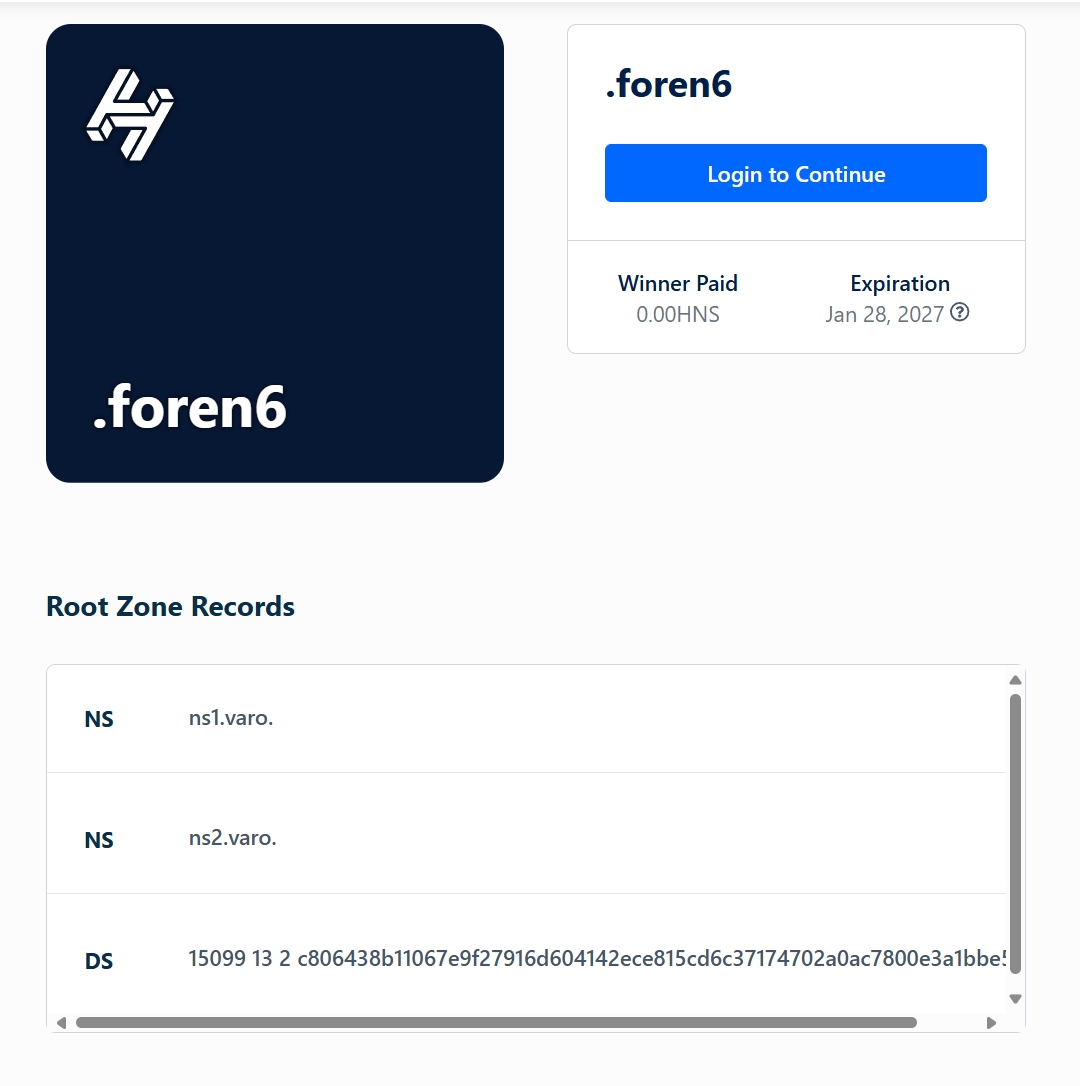 .foren6
.foren6
Login to Continue
Winner Paid
0.00HNS
Expiration
Jan 28, 2027
Root Zone Records
NS ns1.varo.
NS ns2.varo.
DS 15099 13 2 c806438b11067e9f27916d604142ece815cd6c37174702a0ac7800e3a1bbe